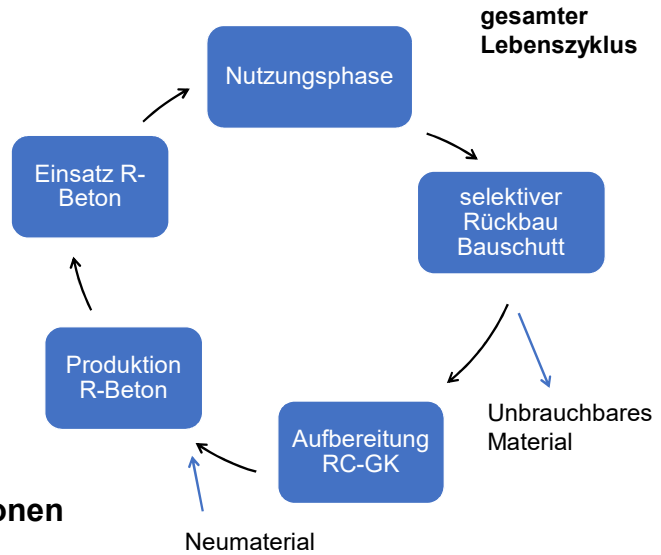 gesamter
Lebenszyklus
Nutzungsphase
selektiver
Rückbau
Bauschutt
Unbrauchbares
Material
Aufbereitung
RC-GK
Neumaterial
Produktion
R-Beton
Einsatz R-
Beton
onen